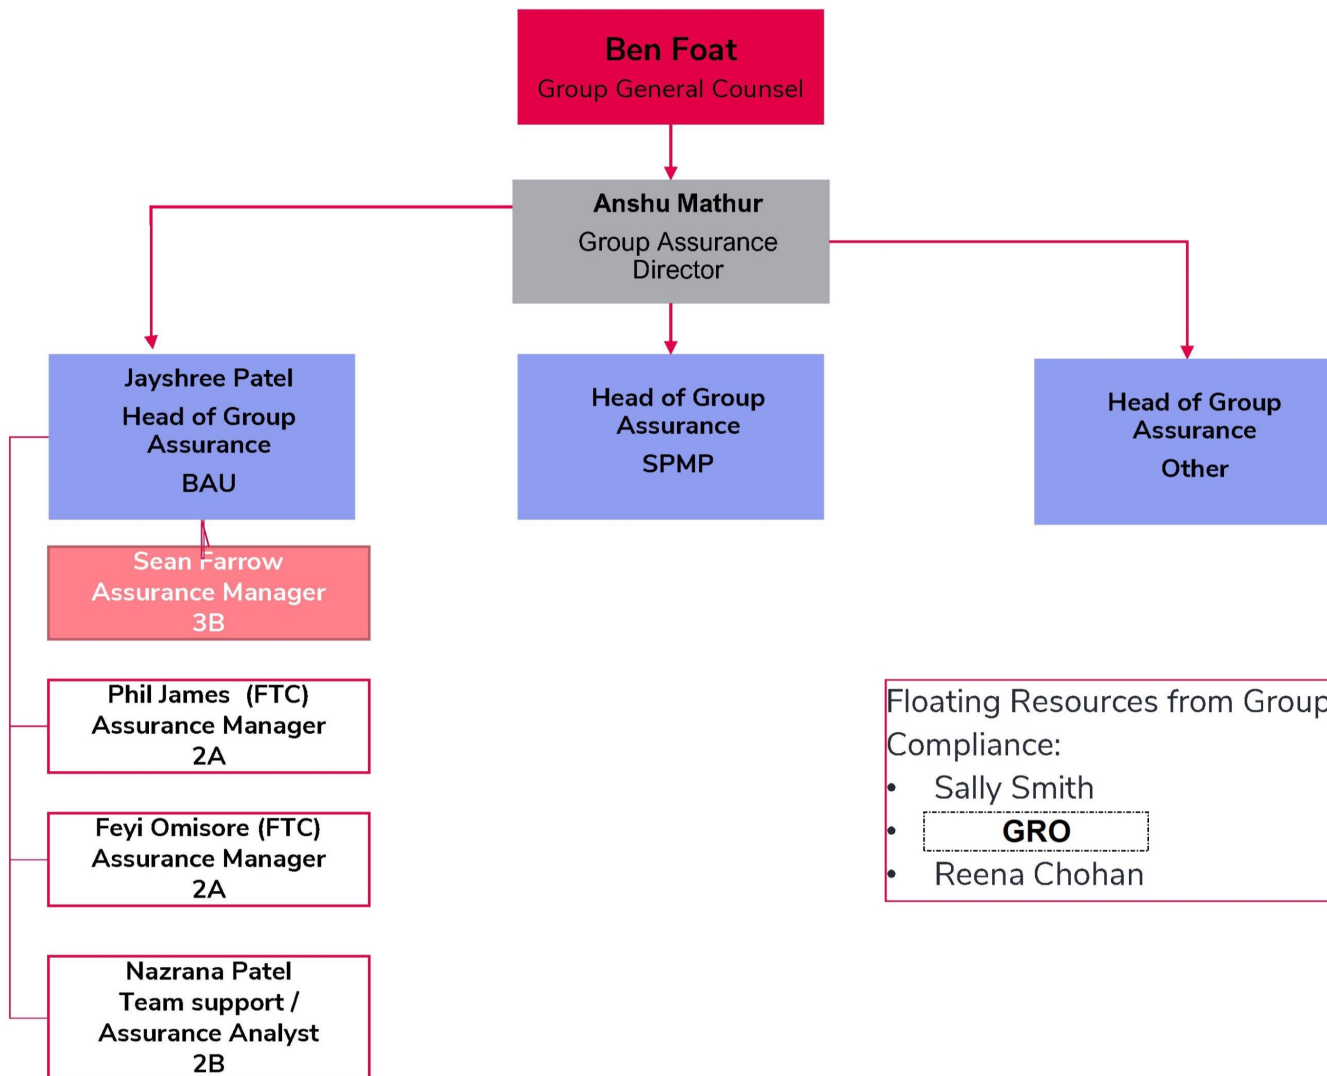 Ben Foat
Group General Counsel
Anshu Mathur
Group Assurance
Director
Jayshree Patel
Head of Group
Assurance
BAU
Head of Group
Assurance
SPMP
Head of Group
Assurance
Other
Sean Farrow
Assurance Manager
3B
Phil James (FTC)
Assurance Manager
2A
Feyi Omisore (FTC)
Assurance Manager
2A
Nazrana Patel
Team support /
Assurance Analyst
2B
Floating Resources from Group
Compliance:
• Sally Smith
• GRO
• Reena Chohan